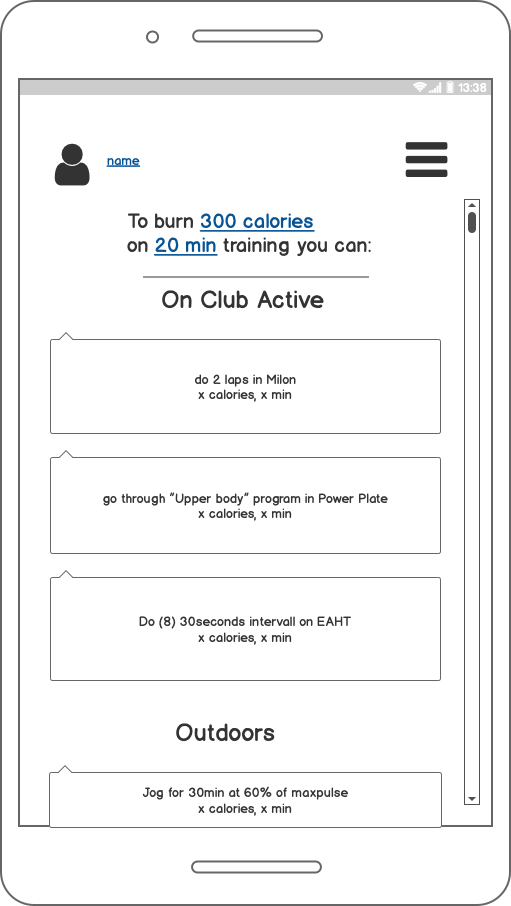 13:38
name
To burn 300 calories
on 20 min training you can:
On Club Active
do 2 laps in Milon
x calories, x min
go through "Upper body" program in Power Plate
x calories, x min
Do (8) 30seconds intervall on EAHT
x calories, x min
Outdoors
Jog for 30min at 60% of maxpulse
x calories, x min